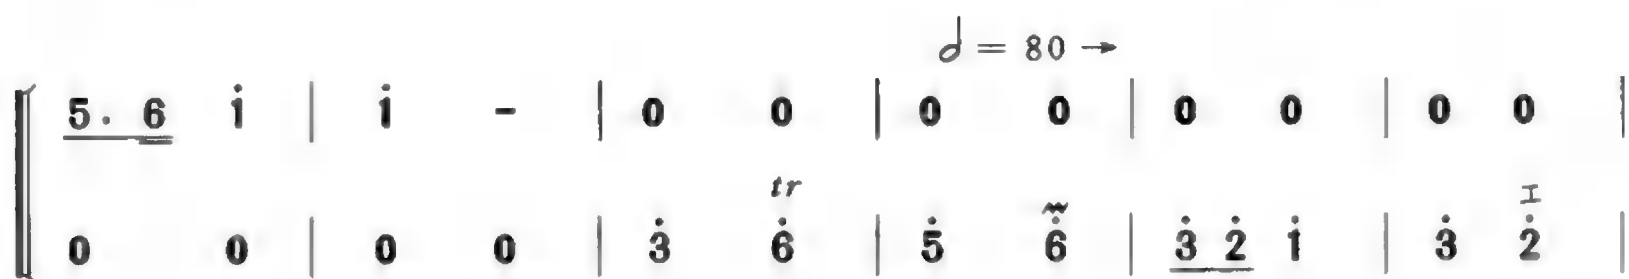 𝅗𝅥 = 80 →
5. 6 i̇ | i̇ - | 0 0 | 0 0 | 0 0 | 0 0 |
tr
0 0 | 0 0 | 3̇ 6̇ | 5̇ 6̇ | 3̇ 2̇ 1̇ | 3̇ 2̇ |